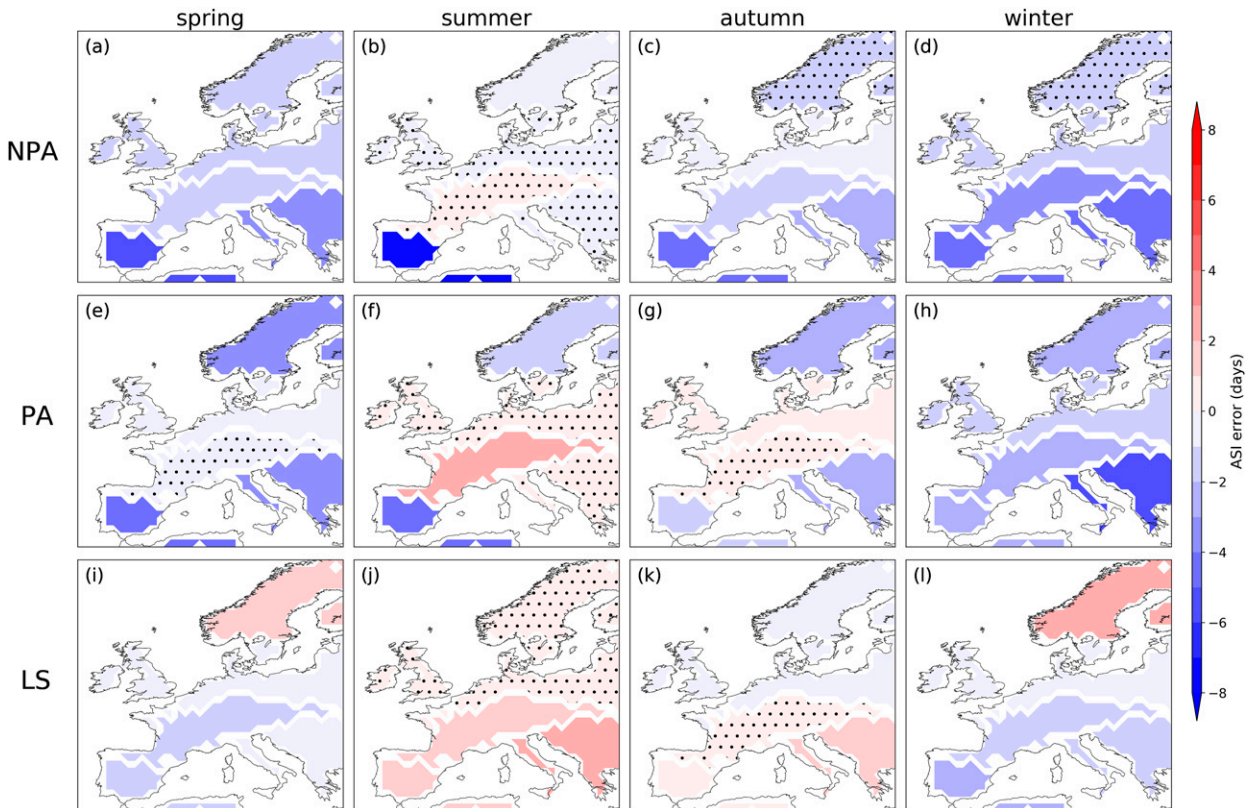 spring summer autumn winter
(a) (b) (c) (d)
NPA
(e) (f) (g) (h)
PA
(i) (j) (k) (l)
LS
8
6
4
2
0
−2
−4
−6
−8
ASI error (days)